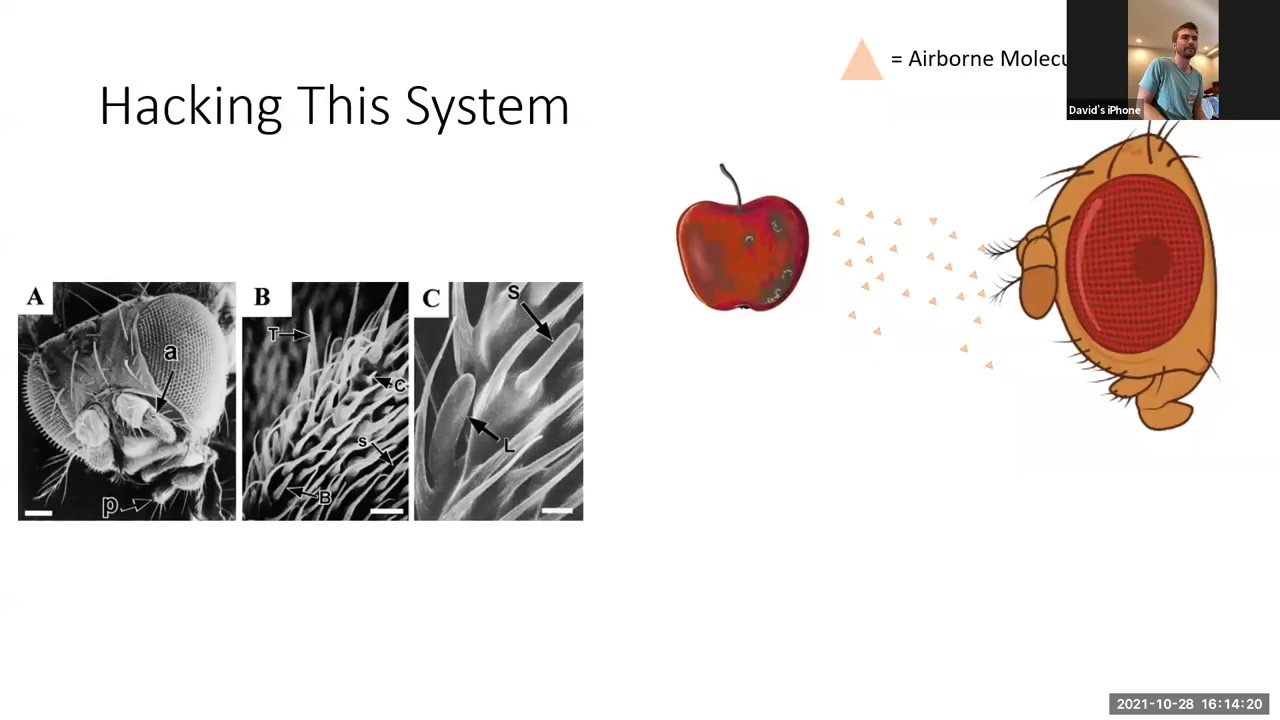 Hacking This System
= Airborne Molecu
David's iPhone
A
a
p
B
T
C
s
B
C
S
L
2021-10-28 16:14:20